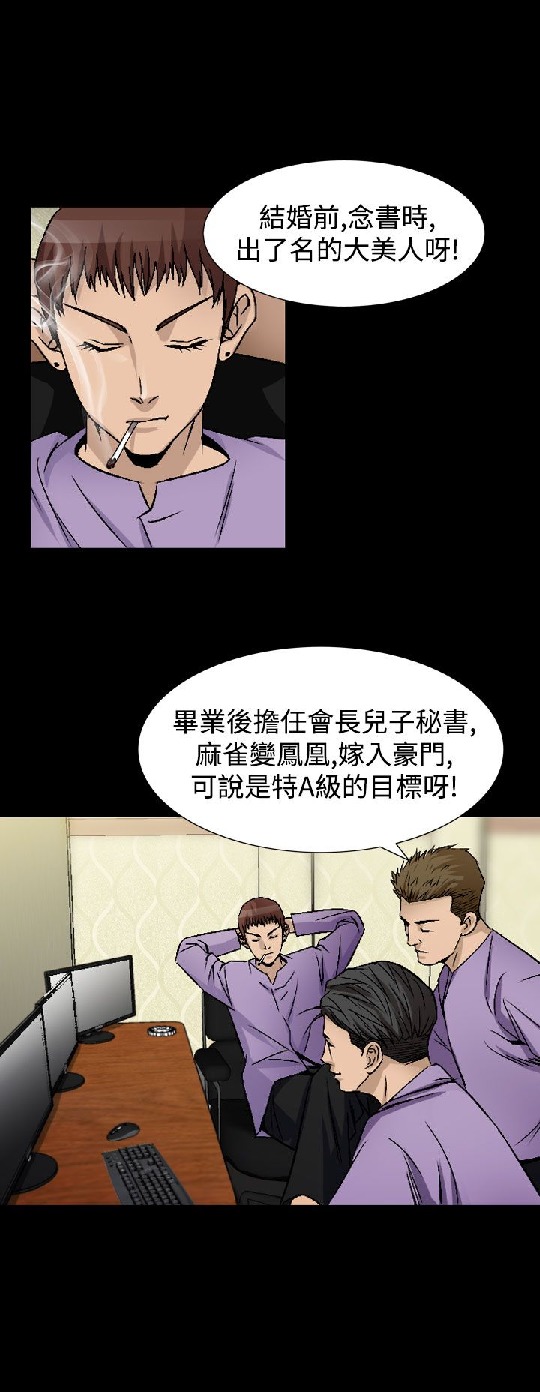 結婚前,念書時,
出了名的大美人呀!
畢業後擔任會長兒子秘書,
麻雀變鳳凰,嫁入豪門,
可說是特A級的目標呀!